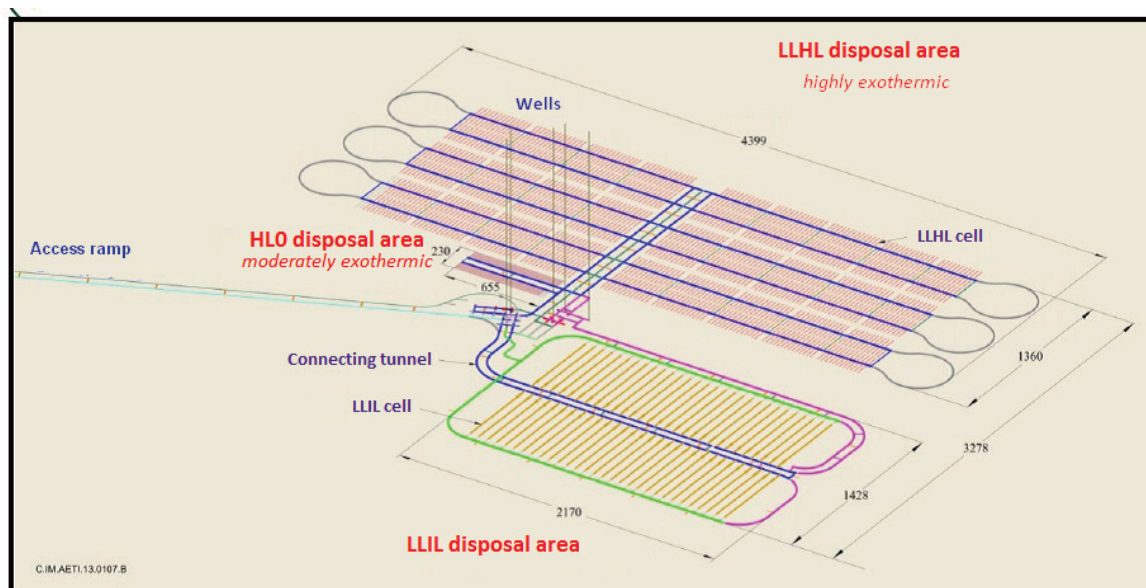 LLHL disposal area
highly exothermic
Wells
4399
LLHL cell
HL0 disposal area
moderately exothermic
230
Access ramp
655
1360
Connecting tunnel
LLIL cell
3278
1428
2170
LLIL disposal area
C.IM.AETI.13.0107.B